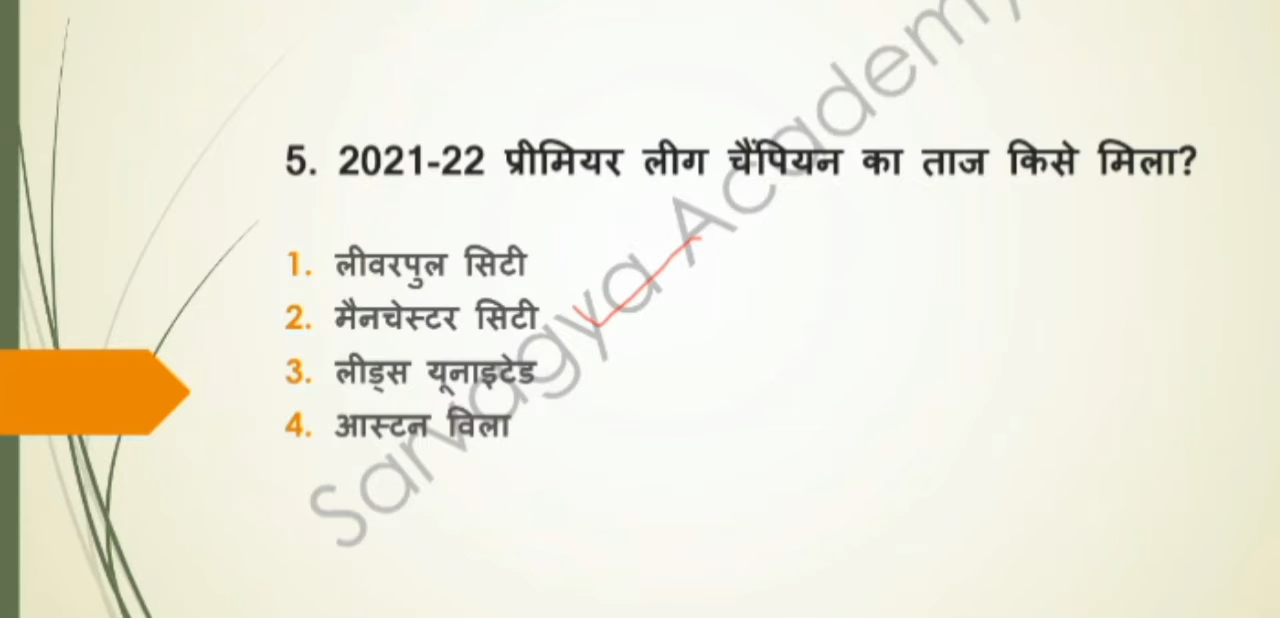 5. 2021-22 प्रीमियर लीग चैंपियन का ताज किसे मिला?
1. लीवरपुल सिटी
2. मैनचेस्टर सिटी
3. लीड्स यूनाइटेड
4. आस्टन विला
Sarvagya Academy